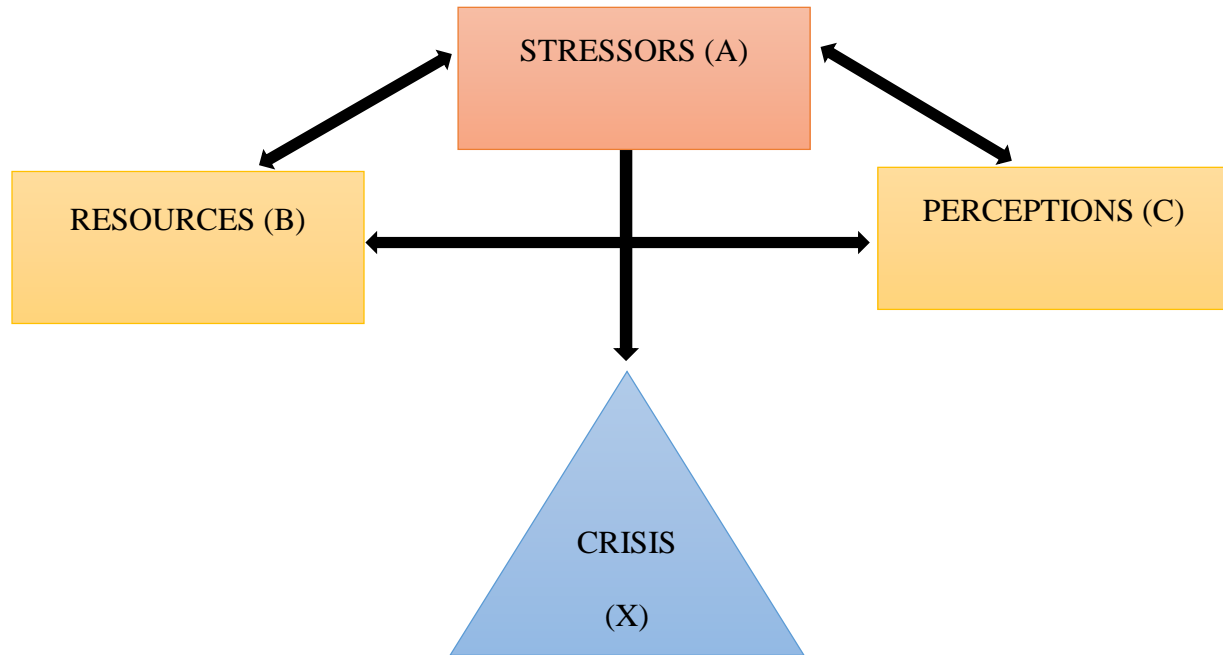 STRESSORS (A)
RESOURCES (B)
PERCEPTIONS (C)
CRISIS
(X)